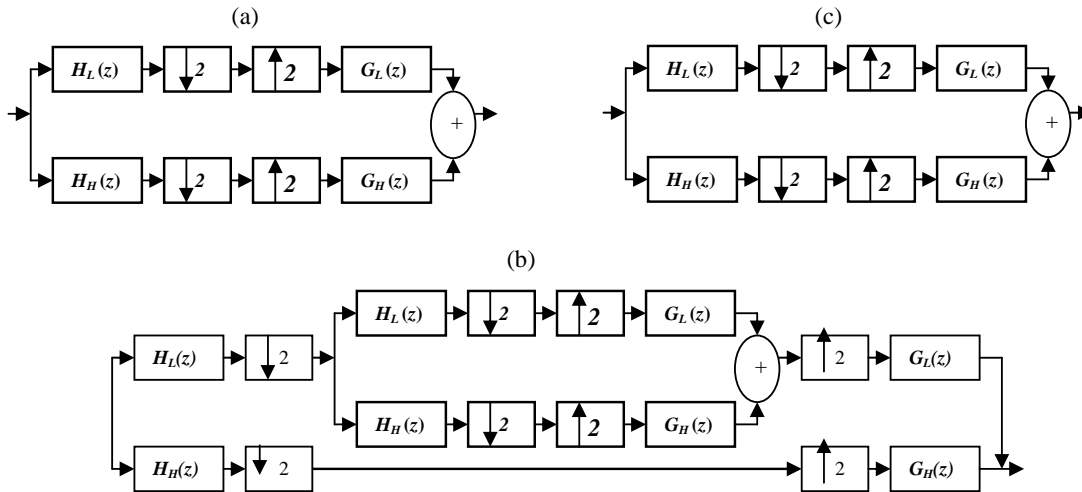 (a) (c)
H_L(z) 2 2 G_L(z) H_L(z) 2 2 G_L(z)
+ +
H_H(z) 2 2 G_H(z) H_H(z) 2 2 G_H(z)
(b)
H_L(z) 2 2 G_L(z)
H_L(z) 2 + 2 G_L(z)
H_H(z) 2 2 G_H(z)
H_H(z) 2 2 G_H(z)